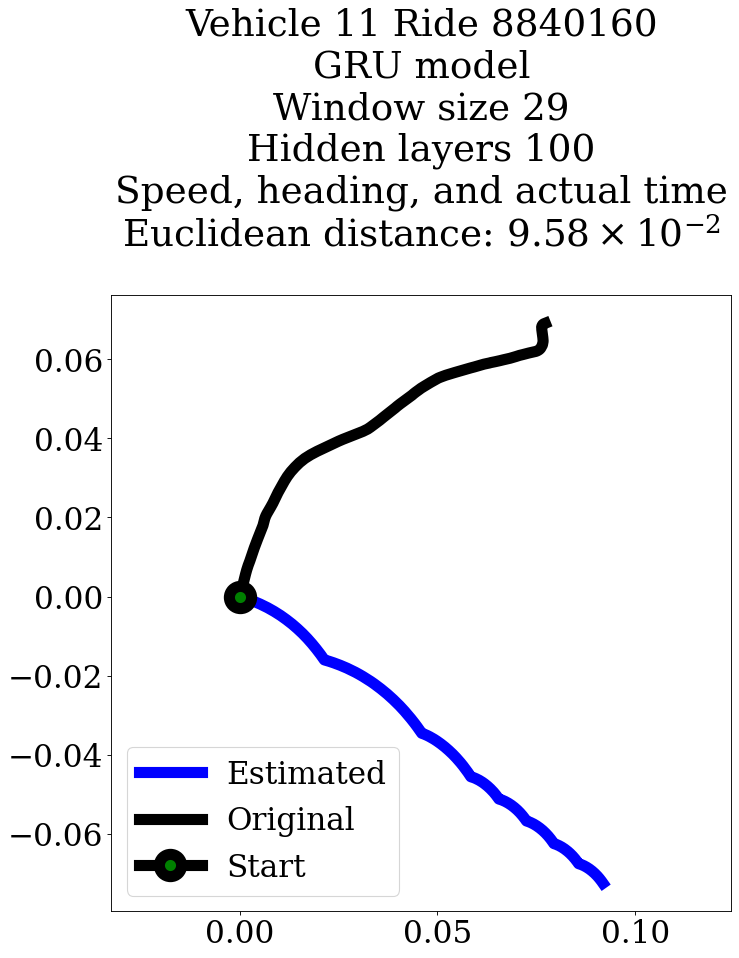 Vehicle 11 Ride 8840160
GRU model
Window size 29
Hidden layers 100
Speed, heading, and actual time
Euclidean distance: 9.58 × 10⁻²
0.06
0.04
0.02
0.00
−0.02
−0.04
−0.06
Estimated
Original
Start
0.00 0.05 0.10